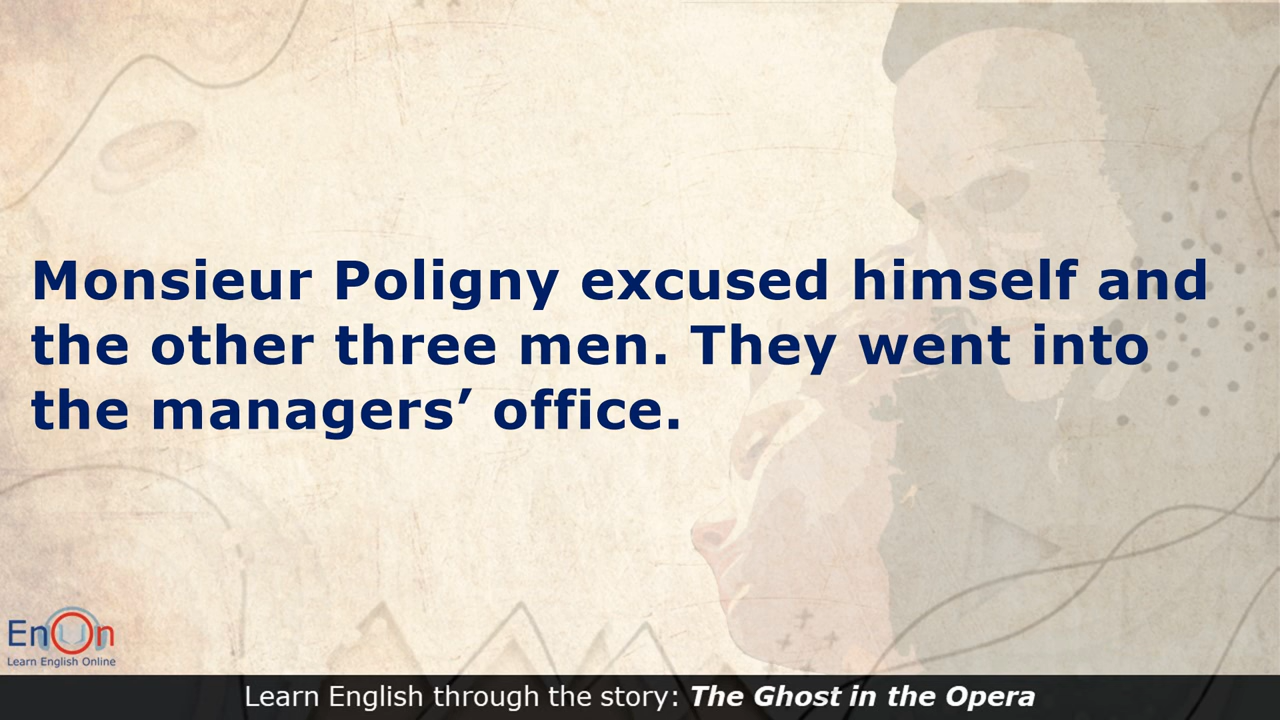 Monsieur Poligny excused himself and
the other three men. They went into
the managers’ office.
EnOn
Learn English Online
Learn English through the story: The Ghost in the Opera